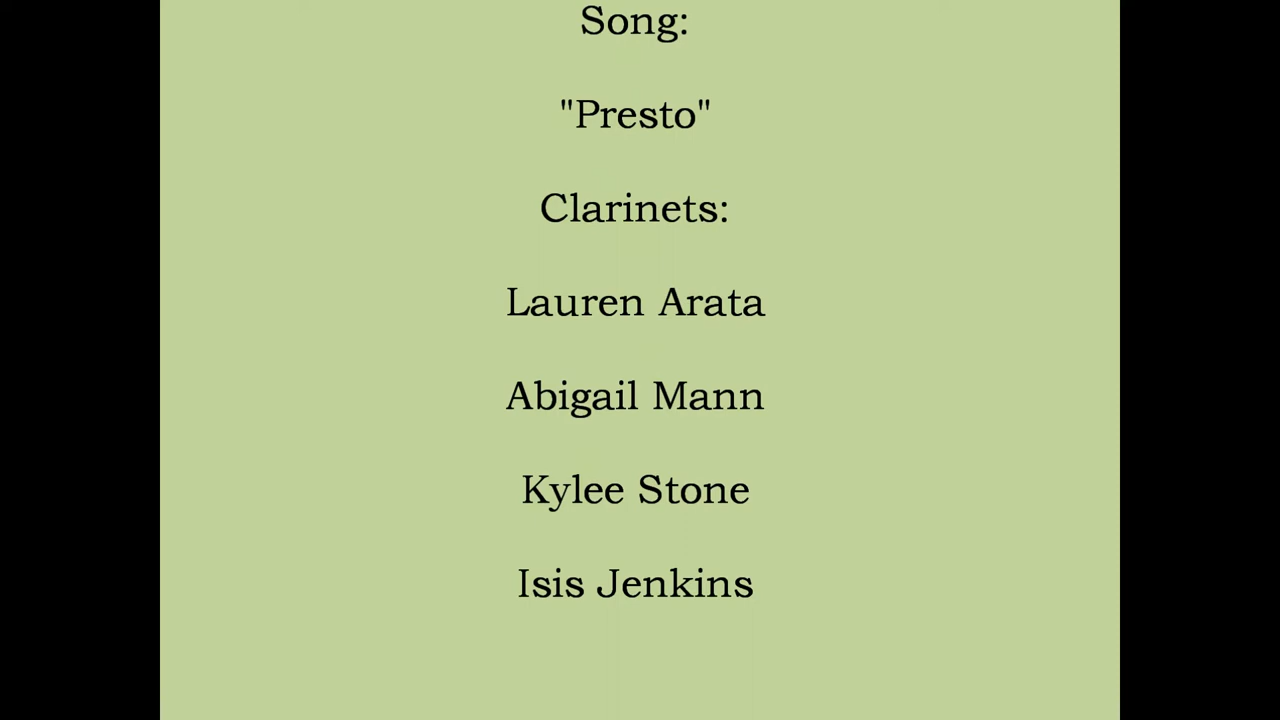 Song:
"Presto"
Clarinets:
Lauren Arata
Abigail Mann
Kylee Stone
Isis Jenkins